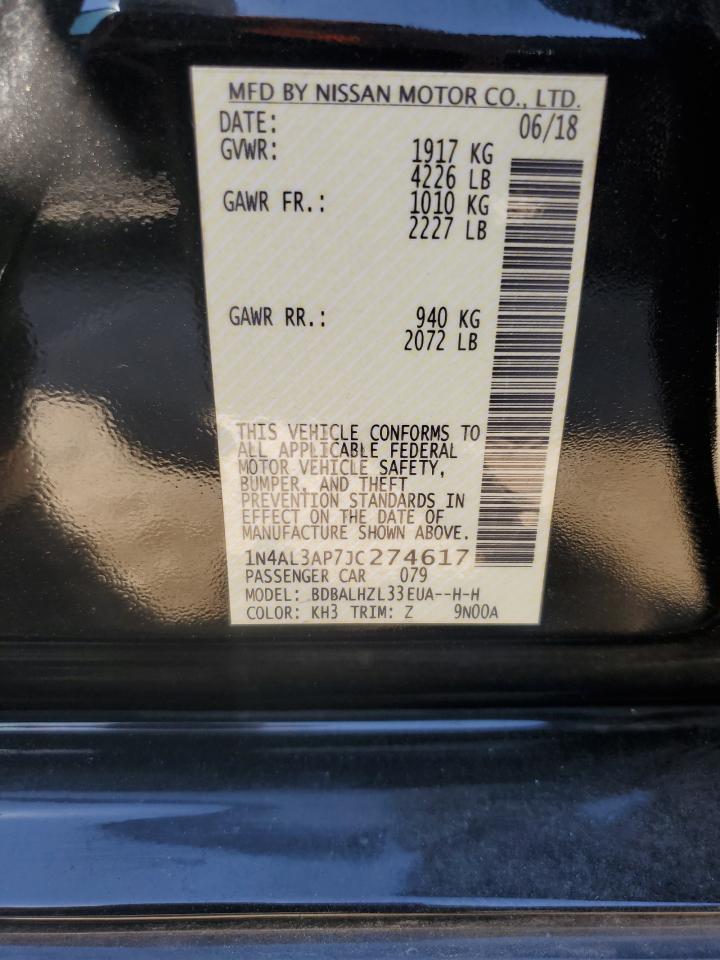 MFD BY NISSAN MOTOR CO., LTD.
DATE: 06/18
GVWR: 1917 KG
4226 LB
GAWR FR.: 1010 KG
2227 LB
GAWR RR.: 940 KG
2072 LB
THIS VEHICLE CONFORMS TO
ALL APPLICABLE FEDERAL
MOTOR VEHICLE SAFETY,
BUMPER, AND THEFT
PREVENTION STANDARDS IN
EFFECT ON THE DATE OF
MANUFACTURE SHOWN ABOVE.
1N4AL3AP7JC274617
PASSENGER CAR 079
MODEL: BDBALHZL33EUA--H-H
COLOR: KH3 TRIM: Z 9N00A